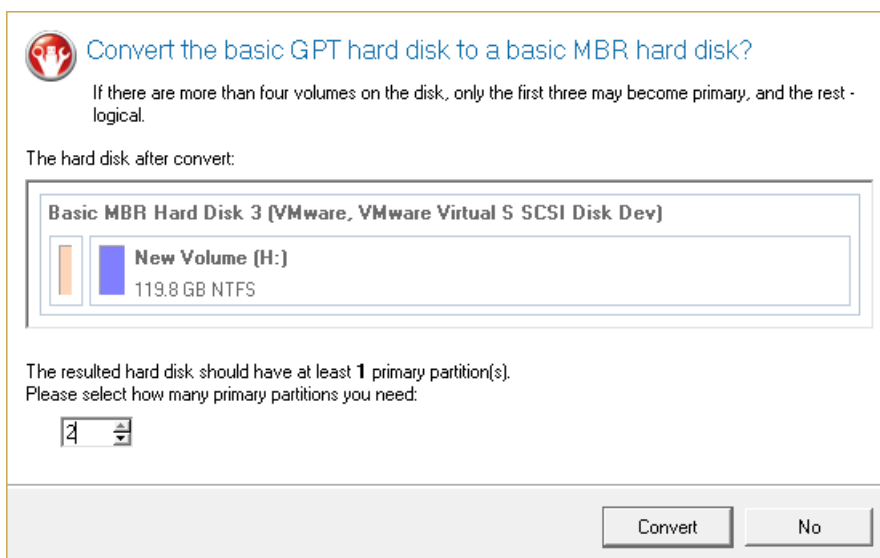 Convert the basic GPT hard disk to a basic MBR hard disk?
If there are more than four volumes on the disk, only the first three may become primary, and the rest -
logical.
The hard disk after convert:
Basic MBR Hard Disk 3 (VMware, VMware Virtual S SCSI Disk Dev)
New Volume (H:)
119.8 GB NTFS
The resulted hard disk should have at least 1 primary partition(s).
Please select how many primary partitions you need:
2
Convert No